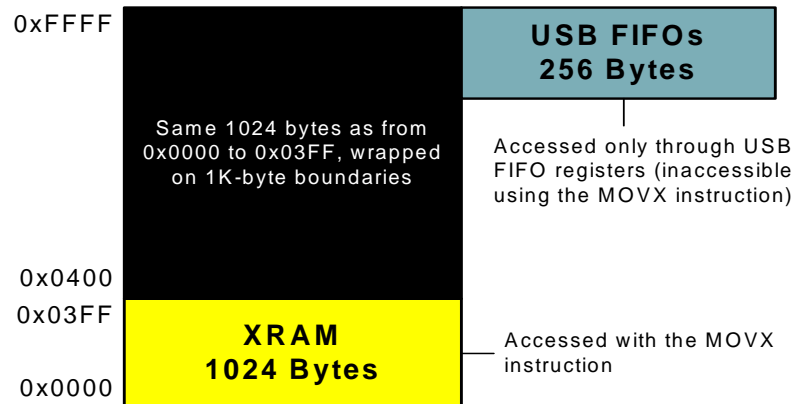 0xFFFF
USB FIFOs
256 Bytes
Same 1024 bytes as from
0x0000 to 0x03FF, wrapped
on 1K-byte boundaries
Accessed only through USB
FIFO registers (inaccessible
using the MOVX instruction)
0x0400
0x03FF
XRAM
1024 Bytes
Accessed with the MOVX
instruction
0x0000